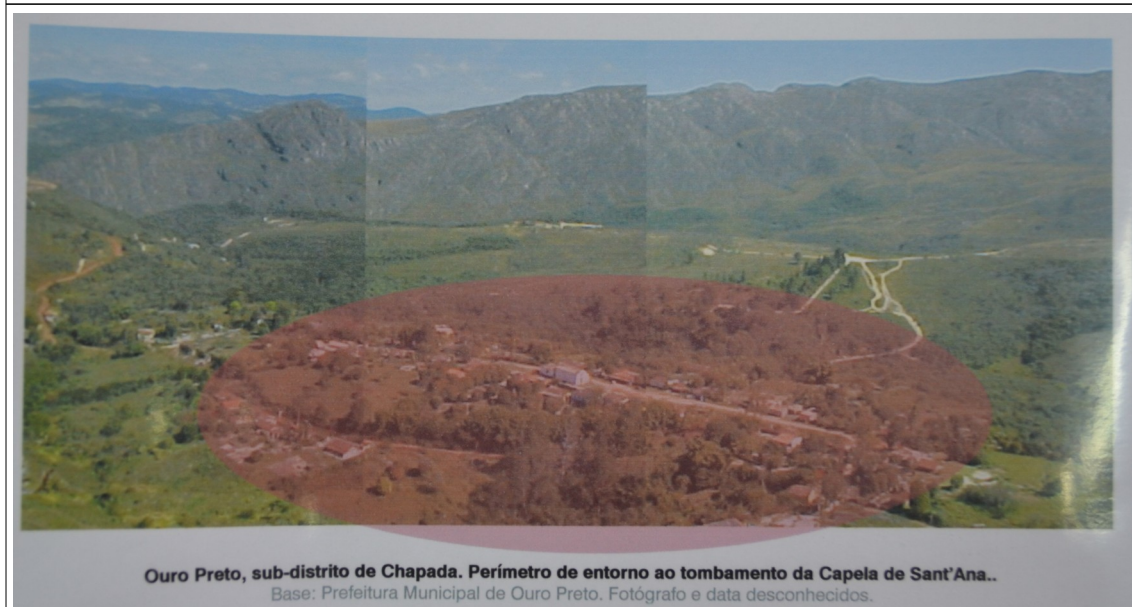 Ouro Preto, sub-distrito de Chapada. Perímetro de entorno ao tombamento da Capela de Sant'Ana..
Base: Prefeitura Municipal de Ouro Preto. Fotógrafo e data desconhecidos.